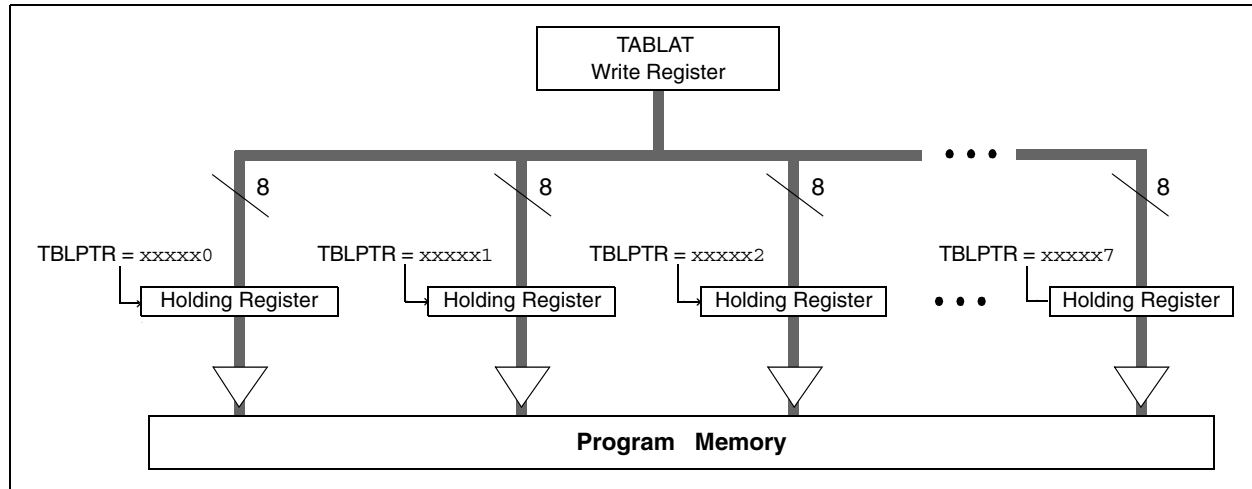 TABLAT
Write Register
8
8
8
8
TBLPTR = xxxxx0
TBLPTR = xxxxx1
TBLPTR = xxxxx2
TBLPTR = xxxxx7
Holding Register
Holding Register
Holding Register
Holding Register
Program Memory